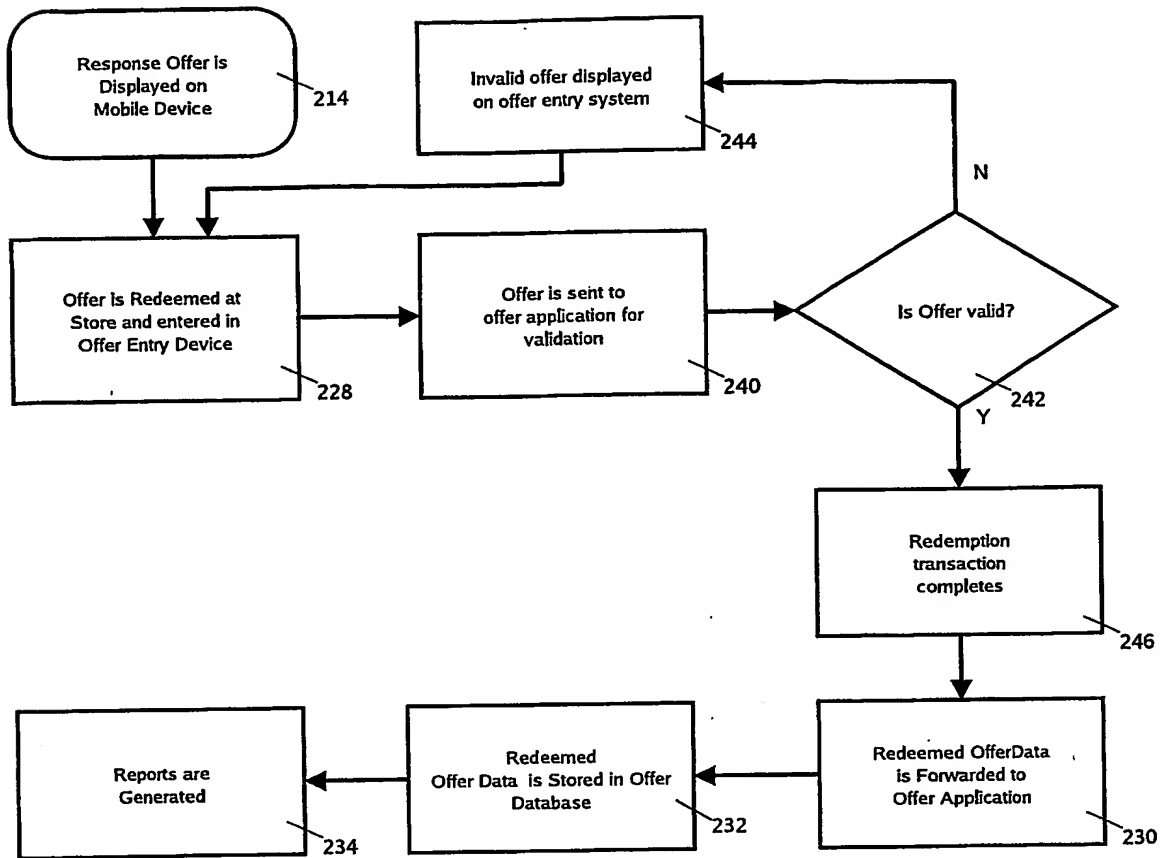 Response Offer is
Displayed on
Mobile Device
214
Invalid offer displayed
on offer entry system
244
N
Offer is Redeemed at
Store and entered in
Offer Entry Device
228
Offer is sent to
offer application for
validation
240
Is Offer valid?
242
Y
Redemption
transaction
completes
246
Reports are
Generated
234
Redeemed
Offer Data is Stored in Offer
Database
232
Redeemed OfferData
is Forwarded to
Offer Application
230